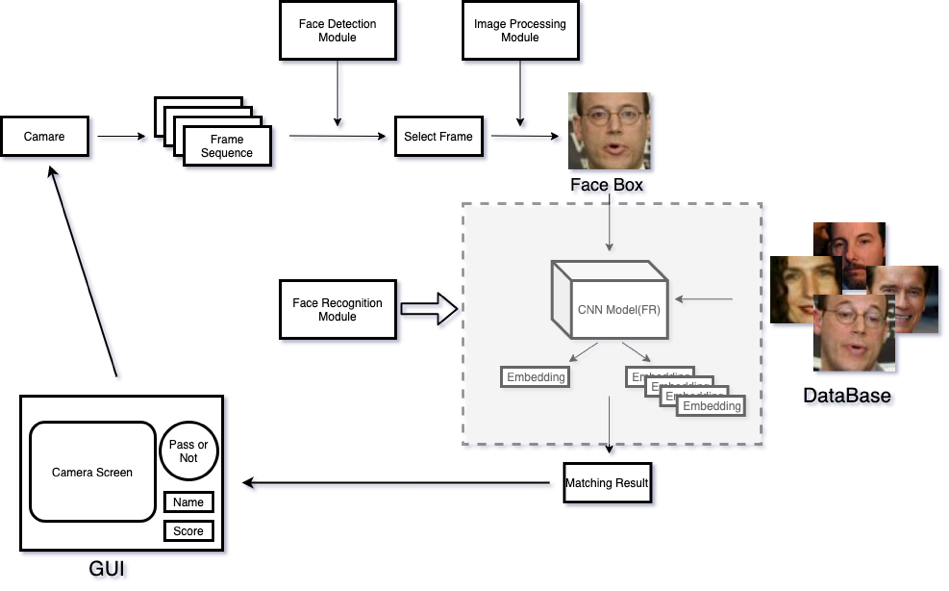 Face Detection
Module
Image Processing
Module
Camare
Frame
Sequence
Select Frame
Face Box
Face Recognition
Module
CNN Model(FR)
Embedding
Embedding
Embedding
Embedding
Embedding
DataBase
Camera Screen
Pass or
Not
Name
Score
GUI
Matching Result